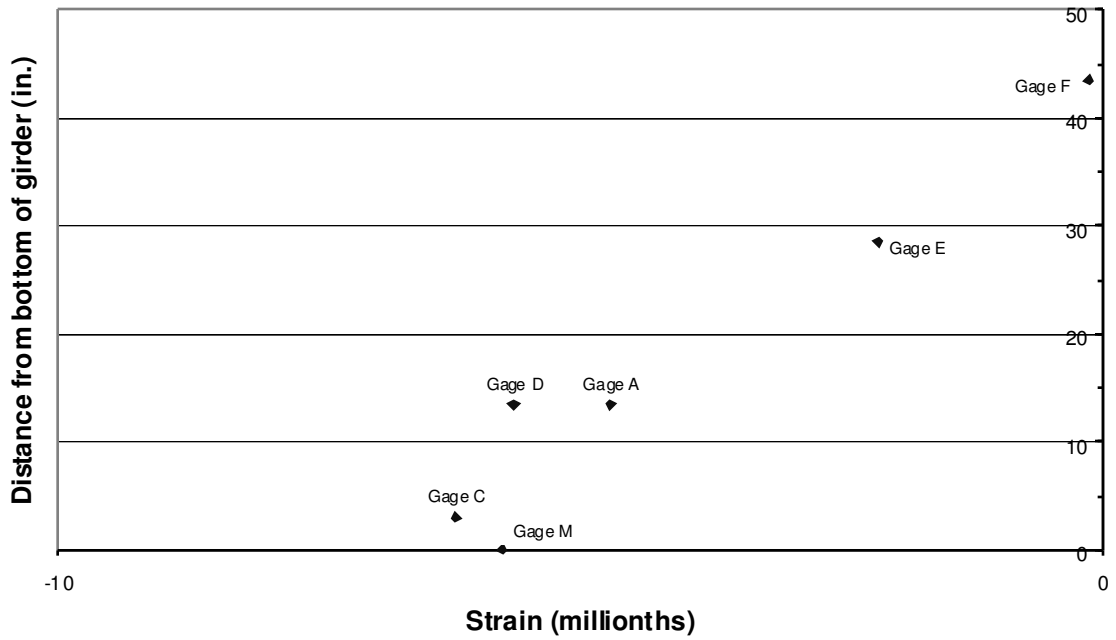 50
Gage F
40
30
Gage E
20
Gage D
Gage A
10
Gage C
Gage M
0
-10
0
Distance from bottom of girder (in.)
Strain (millionths)